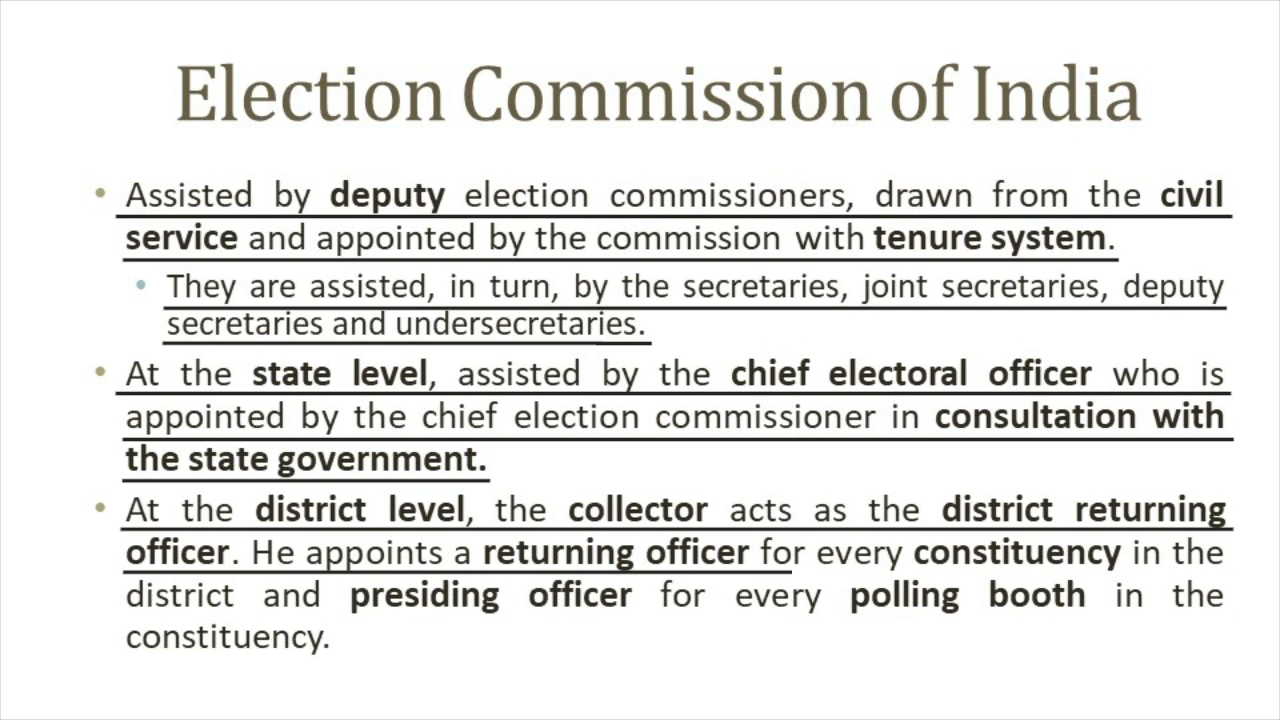 Election Commission of India
• Assisted by deputy election commissioners, drawn from the civil
service and appointed by the commission with tenure system.
• They are assisted, in turn, by the secretaries, joint secretaries, deputy
secretaries and undersecretaries.
• At the state level, assisted by the chief electoral officer who is
appointed by the chief election commissioner in consultation with
the state government.
• At the district level, the collector acts as the district returning
officer. He appoints a returning officer for every constituency in the
district and presiding officer for every polling booth in the
constituency.